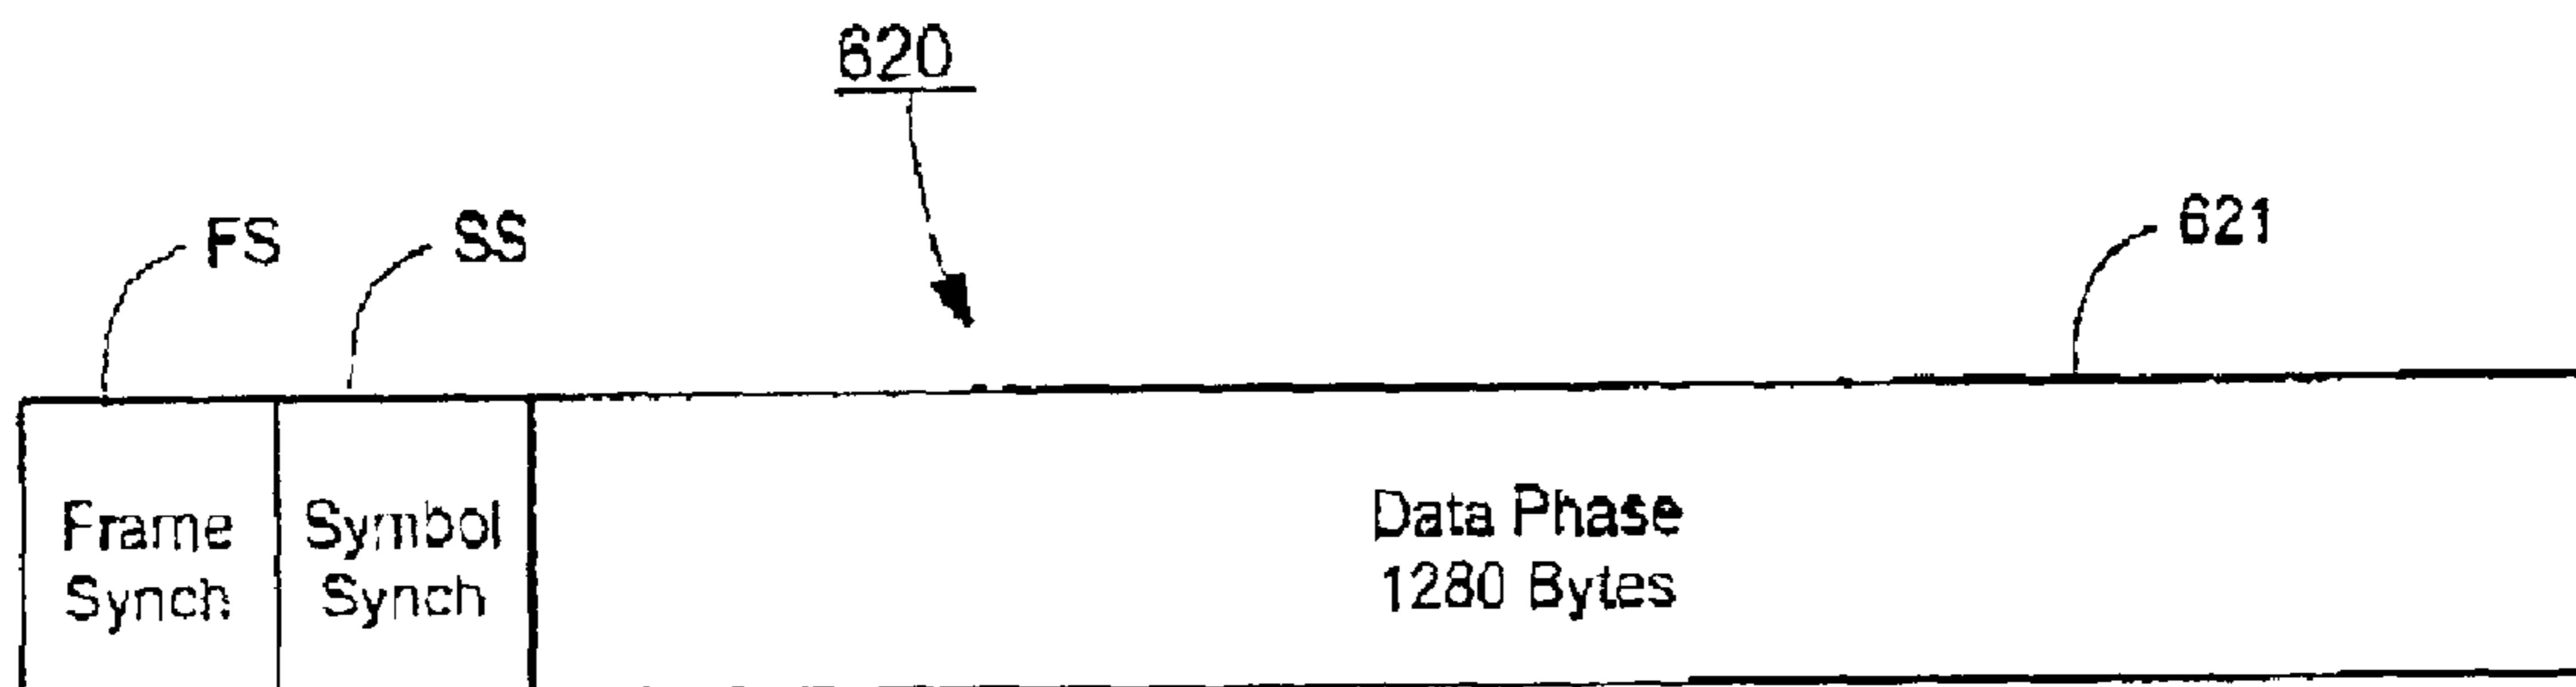 620
FS
SS
621
Frame
Synch
Symbol
Synch
Data Phase
1280 Bytes